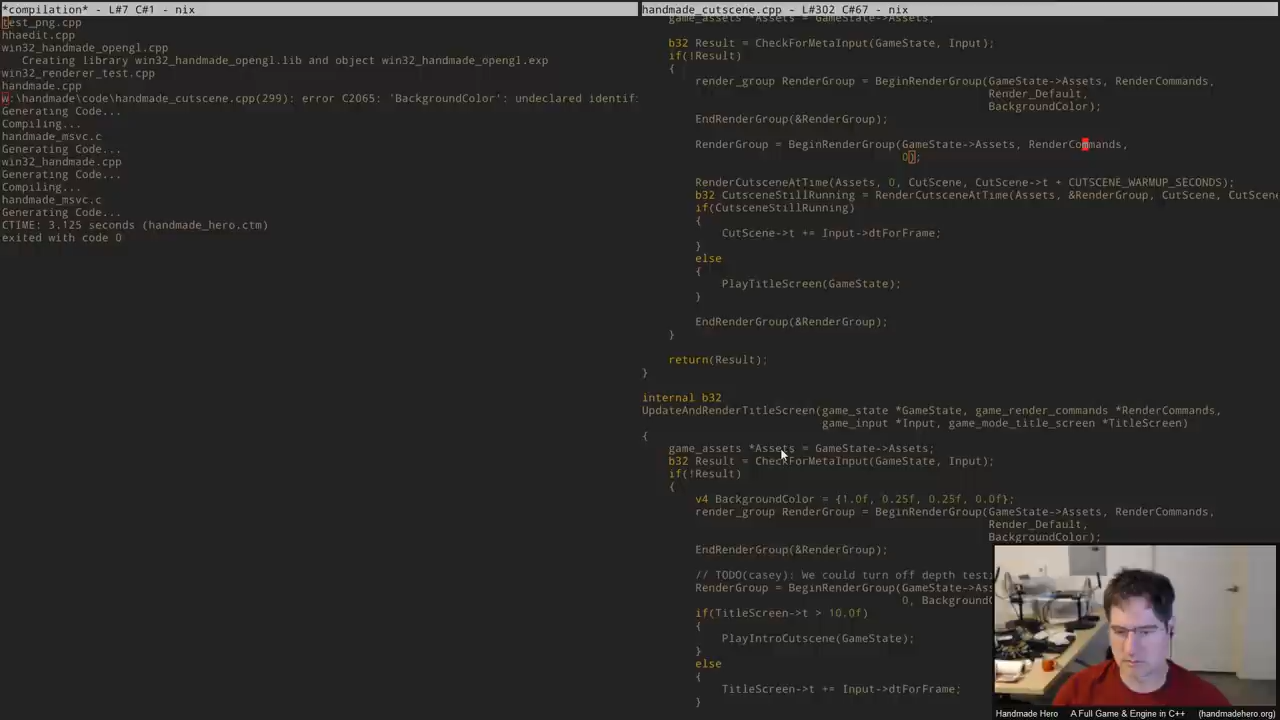 *compilation* - L#7 C#1 - nix
test_png.cpp
hhaedit.cpp
win32_handmade_opengl.cpp
Creating library win32_handmade_opengl.lib and object win32_handmade_opengl.exp
win32_renderer_test.cpp
handmade.cpp
w:\handmade\code\handmade_cutscene.cpp(299): error C2065: 'BackgroundColor': undeclared identif
Generating Code...
Compiling...
handmade_msvc.c
Generating Code...
win32_handmade.cpp
Generating Code...
Compiling...
handmade_msvc.c
Generating Code...
CTIME: 3.125 seconds (handmade_hero.ctm)
exited with code 0
handmade_cutscene.cpp - L#302 C#67 - nix
game_assets *Assets = GameState->Assets;
b32 Result = CheckForMetaInput(GameState, Input);
if(!Result)
{
render_group RenderGroup = BeginRenderGroup(GameState->Assets, RenderCommands,
Render_Default,
BackgroundColor);
EndRenderGroup(&RenderGroup);
RenderGroup = BeginRenderGroup(GameState->Assets, RenderCommands,
0);
RenderCutsceneAtTime(Assets, 0, CutScene, CutScene->t + CUTSCENE_WARMUP_SECONDS);
b32 CutsceneStillRunning = RenderCutsceneAtTime(Assets, &RenderGroup, CutScene, CutScene
if(CutsceneStillRunning)
{
CutScene->t += Input->dtForFrame;
}
else
{
PlayTitleScreen(GameState);
}
EndRenderGroup(&RenderGroup);
}
return(Result);
}
internal b32
UpdateAndRenderTitleScreen(game_state *GameState, game_render_commands *RenderCommands,
game_input *Input, game_mode_title_screen *TitleScreen)
{
game_assets *Assets = GameState->Assets;
b32 Result = CheckForMetaInput(GameState, Input);
if(!Result)
{
v4 BackgroundColor = {1.0f, 0.25f, 0.25f, 0.0f};
render_group RenderGroup = BeginRenderGroup(GameState->Assets, RenderCommands,
Render_Default,
BackgroundColor);
EndRenderGroup(&RenderGroup);
// TODO(casey): We could turn off depth testi
RenderGroup = BeginRenderGroup(GameState->Asse
0, BackgroundC
if(TitleScreen->t > 10.0f)
{
PlayIntroCutscene(GameState);
}
else
{
TitleScreen->t += Input->dtForFrame;
}
Handmade Hero A Full Game & Engine in C++ (handmadehero.org)